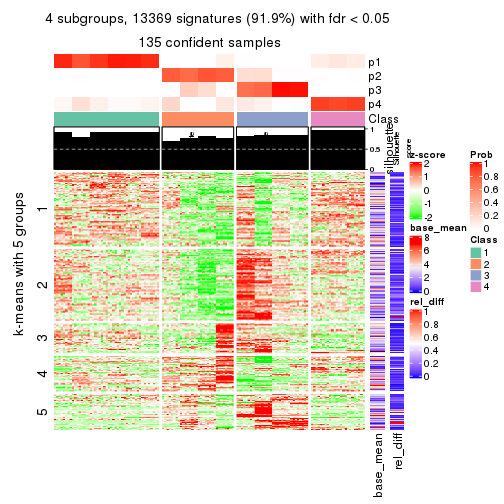 4 subgroups, 13369 signatures (91.9%) with fdr < 0.05
135 confident samples
p1
p2
p3
p4
Class
1
0.5
0
silhouette
Silhouette
score
k-means with 5 groups
1
2
3
4
5
base_mean
rel_diff
z-score
2
1
0
-1
-2
base_mean
8
6
4
2
0
rel_diff
1
0.8
0.6
0.4
0.2
0
Prob
1
0.8
0.6
0.4
0.2
0
Class
1
2
3
4